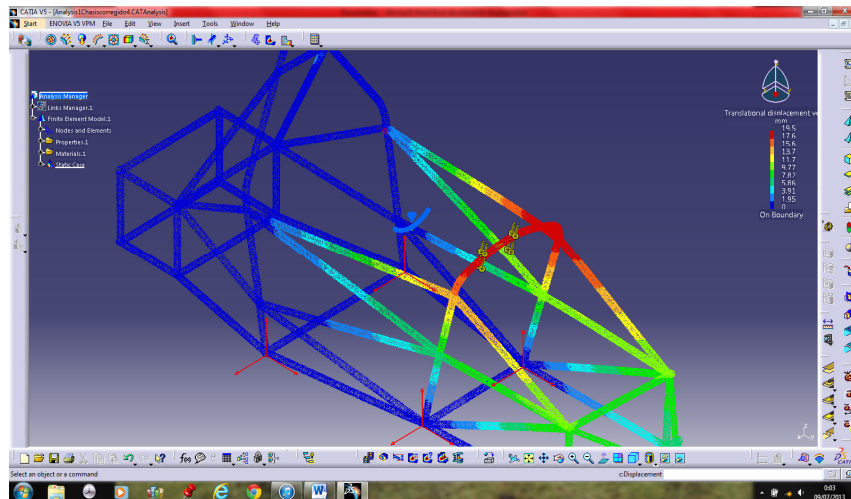 CATIA V5 - [Analysis1Chasiscorregido4.CATAnalysis]
Start ENOVIA V5 VPM File Edit View Insert Tools Window Help
Analysis Manager
Links Manager.1
Finite Element Model.1
Nodes and Elements
Properties.1
Materials.1
Static Case
Translational displacement ve
mm
19.5
17.6
15.6
13.7
11.7
9.77
7.82
5.86
3.91
1.95
0
On Boundary
Select an object or a command
c:Displacement
0:03
09/07/2013